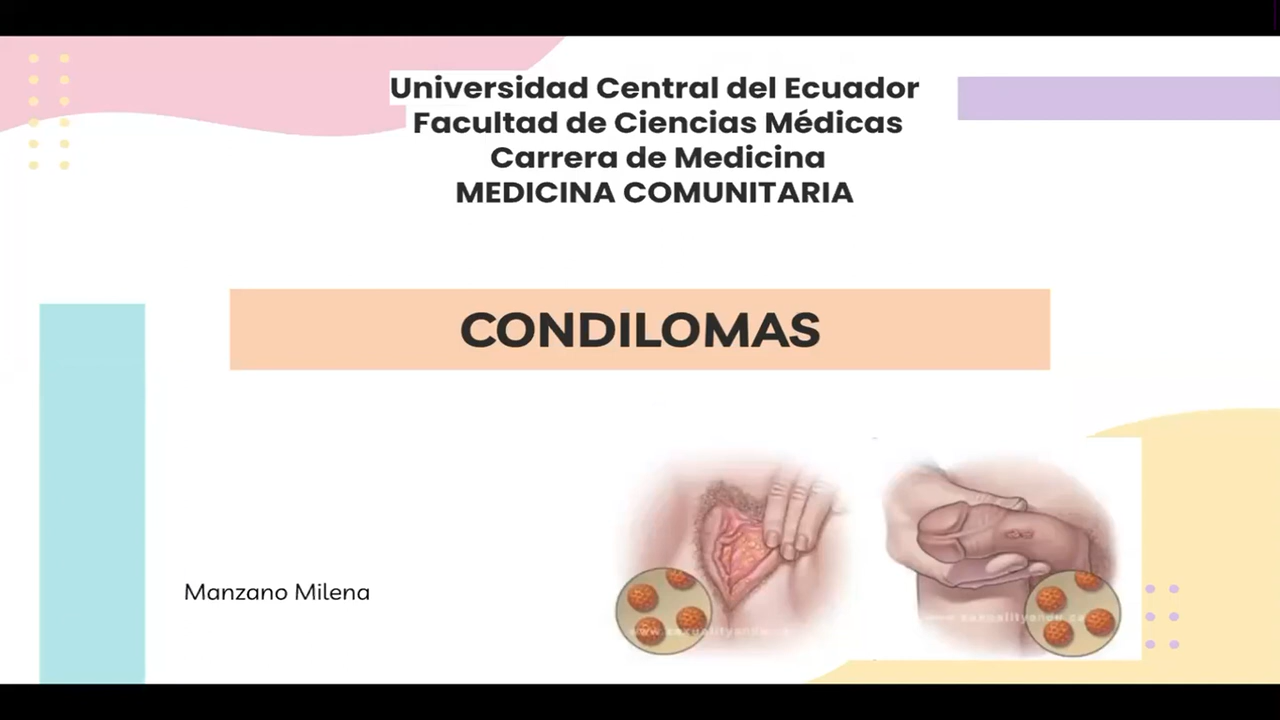 Universidad Central del Ecuador
Facultad de Ciencias Médicas
Carrera de Medicina
MEDICINA COMUNITARIA
CONDILOMAS
Manzano Milena